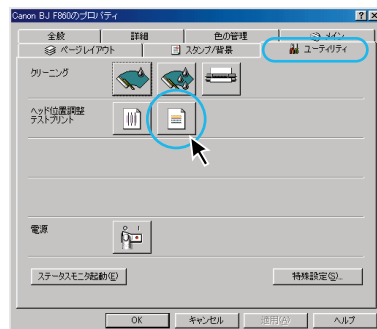 Canon BJ F860のプロパティ
全般 詳細 色の管理 メイン
ページレイアウト スタンプ/背景 ユーティリティ
クリーニング
ヘッド位置調整
テストプリント
電源
ステータスモニタ起動(E) 特殊設定(S)...
OK キャンセル 適用(A) ヘルプ